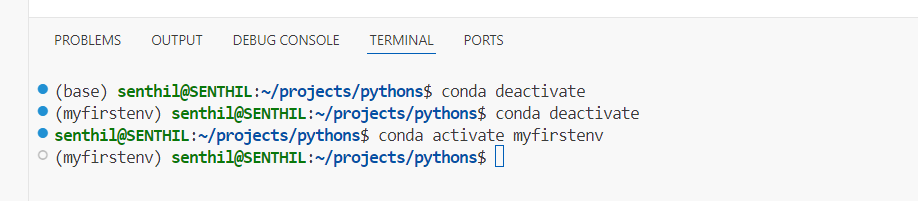 PROBLEMS OUTPUT DEBUG CONSOLE TERMINAL PORTS
(base) senthil@SENTHIL:~/projects/pythons$ conda deactivate
(myfirstenv) senthil@SENTHIL:~/projects/pythons$ conda deactivate
senthil@SENTHIL:~/projects/pythons$ conda activate myfirstenv
(myfirstenv) senthil@SENTHIL:~/projects/pythons$